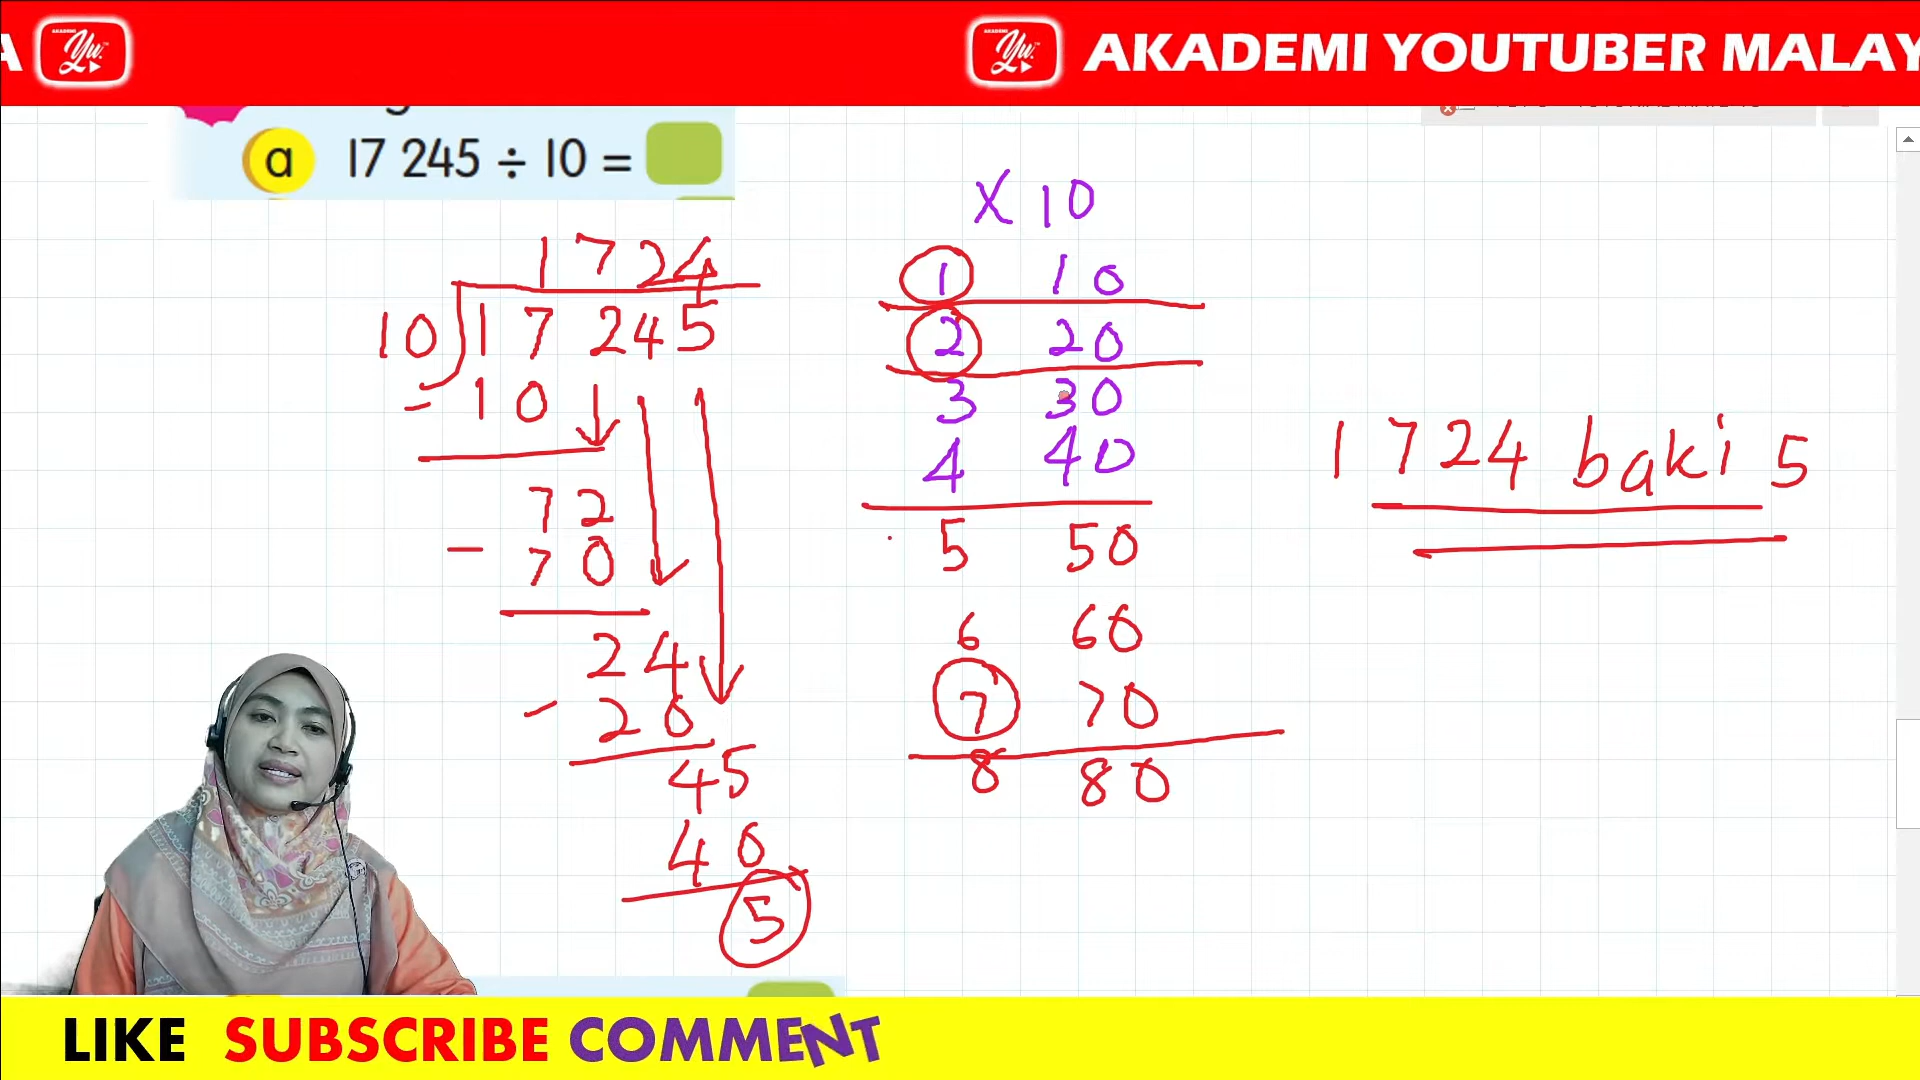 AKADEMI YOUTUBER MALAY
a 17 245 ÷ 10 =
1724
10 17 245
- 10
72
- 70
24
- 20
45
40
5
X 10
1 10
2 20
3 30
4 40
5 50
6 60
7 70
8 80
1724 baki 5
LIKE SUBSCRIBE COMMENT